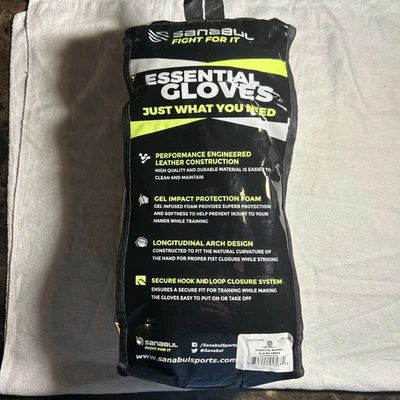 SanaBul
FIGHT FOR IT
ESSENTIAL
GLOVES
JUST WHAT YOU NEED
PERFORMANCE ENGINEERED
LEATHER CONSTRUCTION
HIGH QUALITY AND DURABLE MATERIAL IS EASIER TO
CLEAN AND MAINTAIN
GEL IMPACT PROTECTION FOAM
GEL INFUSED FOAM PROVIDES SUPERB PROTECTION
AND SOFTNESS TO HELP PREVENT INJURY TO YOUR
HANDS WHILE TRAINING
LONGITUDINAL ARCH DESIGN
CONSTRUCTED TO FIT THE NATURAL CURVATURE OF
THE HAND FOR PROPER FIST CLOSURE WHILE STRIKING
SECURE HOOK AND LOOP CLOSURE SYSTEM
ENSURES A SECURE FIT FOR TRAINING WHILE MAKING
THE GLOVES EASY TO PUT ON OR TAKE OFF
SanaBul
FIGHT FOR IT
/SanabulSports
@Sanabul
www.sanabulsports.com